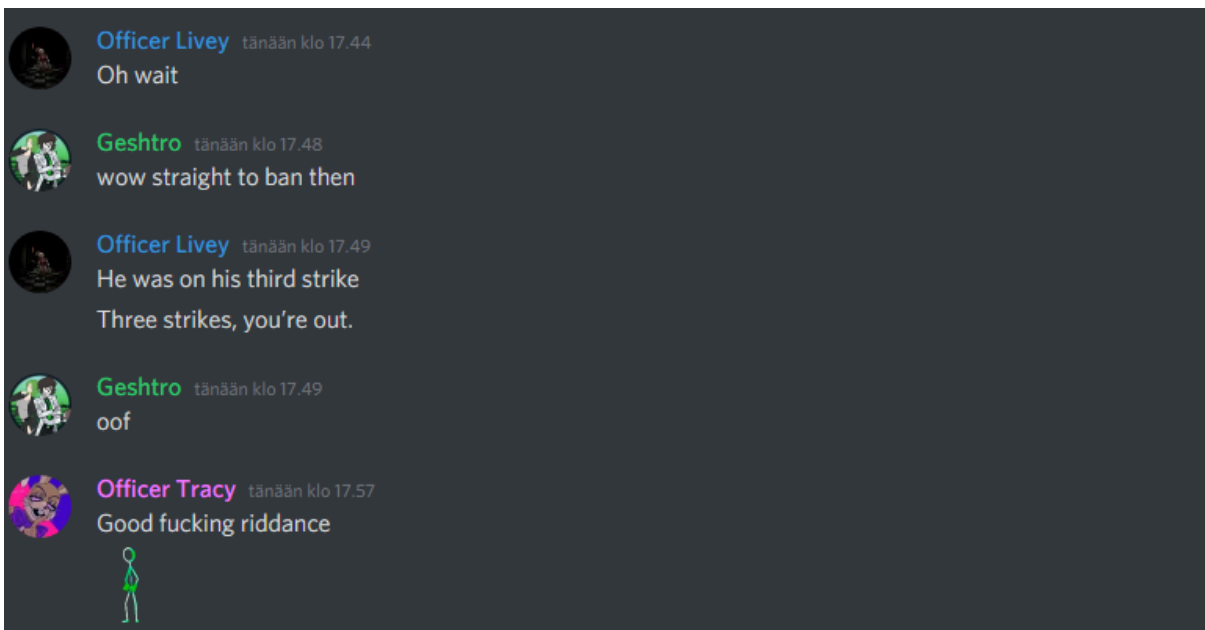 Officer Livey tänään klo 17.44
Oh wait
Geshtro tänään klo 17.48
wow straight to ban then
Officer Livey tänään klo 17.49
He was on his third strike
Three strikes, you’re out.
Geshtro tänään klo 17.49
oof
Officer Tracy tänään klo 17.57
Good fucking riddance